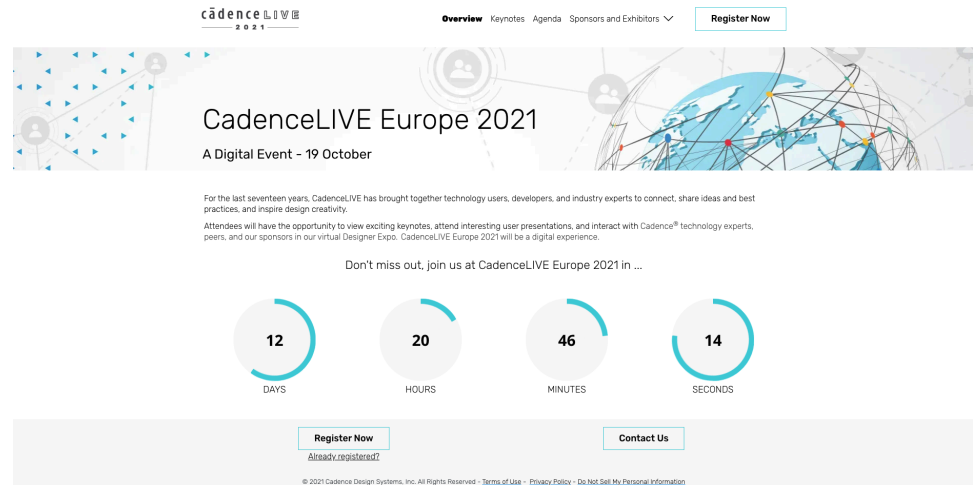 cādence LIVE
2021
Overview Keynotes Agenda Sponsors and Exhibitors Register Now
CadenceLIVE Europe 2021
A Digital Event - 19 October
For the last seventeen years, CadenceLIVE has brought together technology users, developers, and industry experts to connect, share ideas and best
practices, and inspire design creativity.
Attendees will have the opportunity to view exciting keynotes, attend interesting user presentations, and interact with Cadence® technology experts,
peers, and our sponsors in our virtual Designer Expo. CadenceLIVE Europe 2021 will be a digital experience.
Don't miss out, join us at CadenceLIVE Europe 2021 in ...
12 20 46 14
DAYS HOURS MINUTES SECONDS
Register Now Contact Us
Already registered?
© 2021 Cadence Design Systems, Inc. All Rights Reserved - Terms of Use - Privacy Policy - Do Not Sell My Personal Information